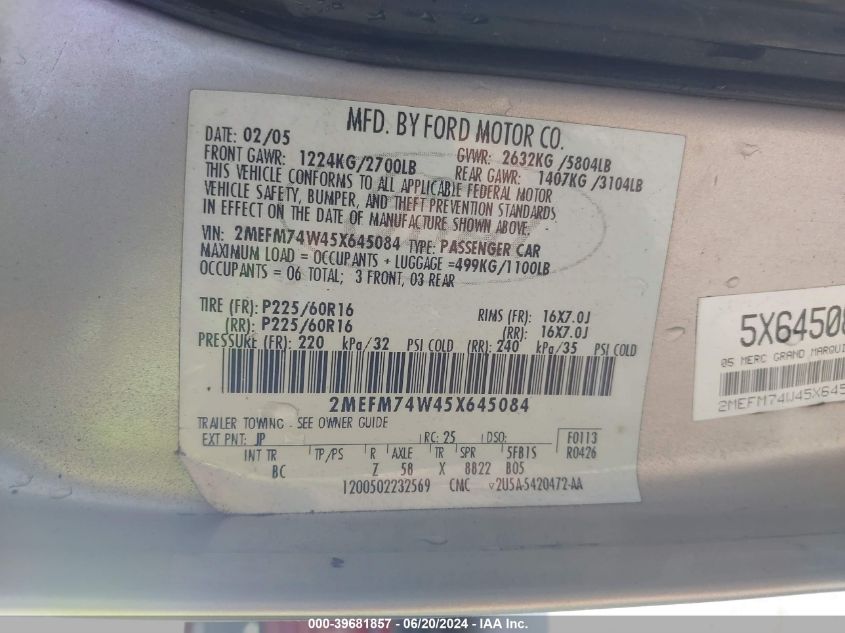 MFD. BY FORD MOTOR CO.
DATE: 02/05
GVWR: 2632KG /5804LB
FRONT GAWR: 1224KG/2700LB
REAR GAWR: 1407KG /3104LB
THIS VEHICLE CONFORMS TO ALL APPLICABLE FEDERAL MOTOR
VEHICLE SAFETY, BUMPER, AND THEFT PREVENTION STANDARDS
IN EFFECT ON THE DATE OF MANUFACTURE SHOWN ABOVE.
VIN: 2MEFM74W45X645084 TYPE: PASSENGER CAR
MAXIMUM LOAD = OCCUPANTS + LUGGAGE =499KG/1100LB
OCCUPANTS = 06 TOTAL; 3 FRONT, 03 REAR
TIRE (FR): P225/60R16 RIMS (FR): 16X7.0J
(RR): P225/60R16 (RR): 16X7.0J
PRESSURE (FR): 220 kPa/32 PSI COLD (RR): 240 kPa/35 PSI COLD
2MEFM74W45X645084
TRAILER TOWING - SEE OWNER GUIDE
EXT PNT: JP RC: 25 DSO: F0113
INT TR TP/PS R AXLE TR SPR 5FB1S R0426
BC Z 58 X 8822 B05
1200502232569 CMC v2U5A-5420472-AA
5X64508
05 MERC GRAND MARQUI
2MEFM74W45X645
000-39681857 - 06/20/2024 - IAA Inc.